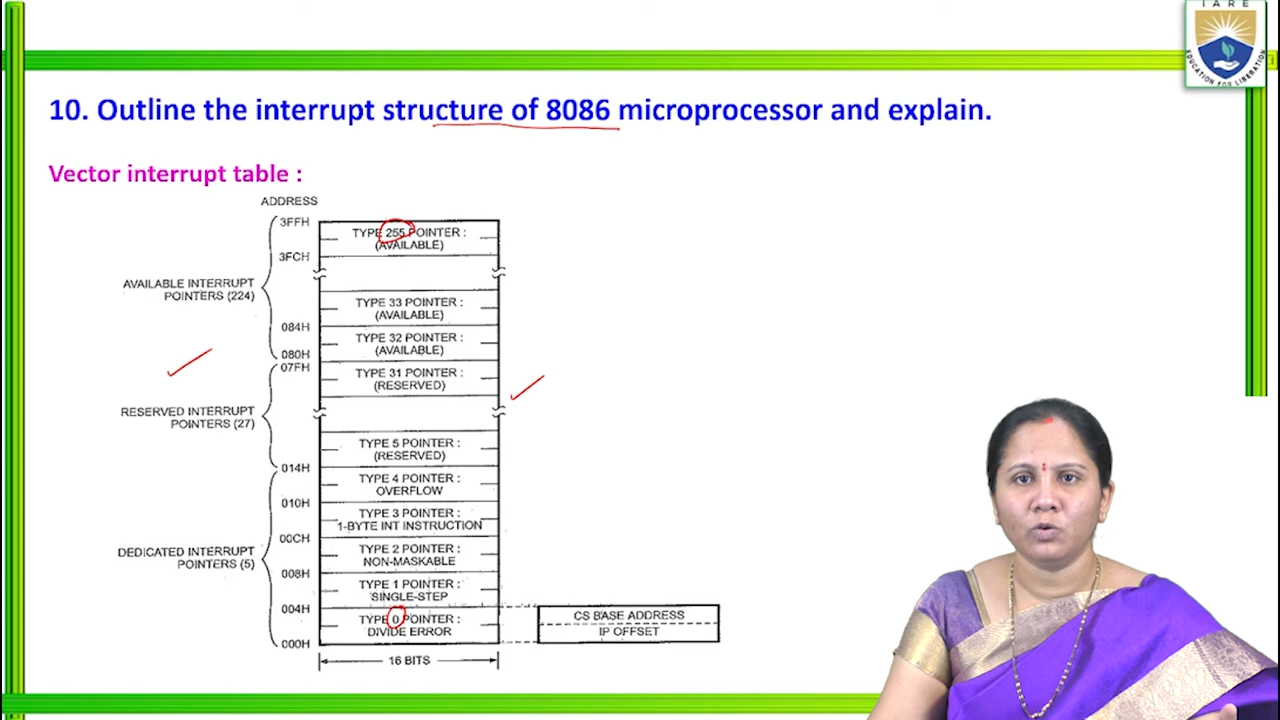 IARE
EDUCATION FOR LIBERATION
10. Outline the interrupt structure of 8086 microprocessor and explain.
Vector interrupt table :
ADDRESS
3FFH
TYPE 255 POINTER :
(AVAILABLE)
3FCH
AVAILABLE INTERRUPT
POINTERS (224)
TYPE 33 POINTER :
(AVAILABLE)
084H
TYPE 32 POINTER :
(AVAILABLE)
080H
07FH
TYPE 31 POINTER :
(RESERVED)
RESERVED INTERRUPT
POINTERS (27)
TYPE 5 POINTER :
(RESERVED)
014H
TYPE 4 POINTER :
OVERFLOW
010H
TYPE 3 POINTER :
1-BYTE INT INSTRUCTION
00CH
DEDICATED INTERRUPT
POINTERS (5)
TYPE 2 POINTER :
NON-MASKABLE
008H
TYPE 1 POINTER :
SINGLE-STEP
004H
TYPE 0 POINTER :
DIVIDE ERROR
000H
CS BASE ADDRESS
IP OFFSET
16 BITS